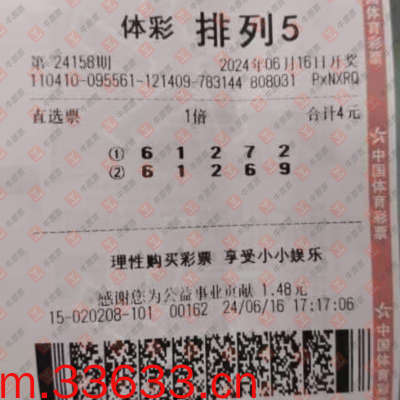 体彩 排列5
第 24158期 2024年06月16日开奖
110410-095561-121409-783144 808031 PxNXRQ
直选票 1倍 合计4元
① 6 1 2 7 2
② 6 1 2 6 9
理性购买彩票 享受小小娱乐
感谢您为公益事业贡献 1.48元
15-020208-101 00162 24/06/16 17:17:06
m.33633.cn
体育彩票
中国体育彩票